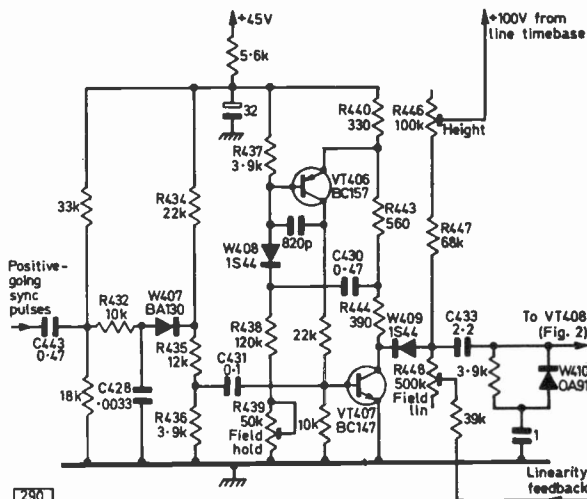 +45V
5·6k
+100V from
line timebase
32
R440
330
R446
100k
Height
R437
3·9k
VT406
BC157
33k
R434
22k
820p
R443
560
W408
1S44
C430
0·47
R447
68k
Positive-
going
sync
pulses
R432
10k
W407
BA130
R444
390
W409
1S44
C433
2·2
To VT408
(Fig. 2)
C443
0·47
R435
12k
C431
0·1
R438
120k
22k
R448
500k
Field
lin
3·9k
W410
OA91
18k
C428
·0033
R436
3·9k
R439
50k
Field
hold
10k
VT407
BC147
39k
1
290
Linearity
feedback